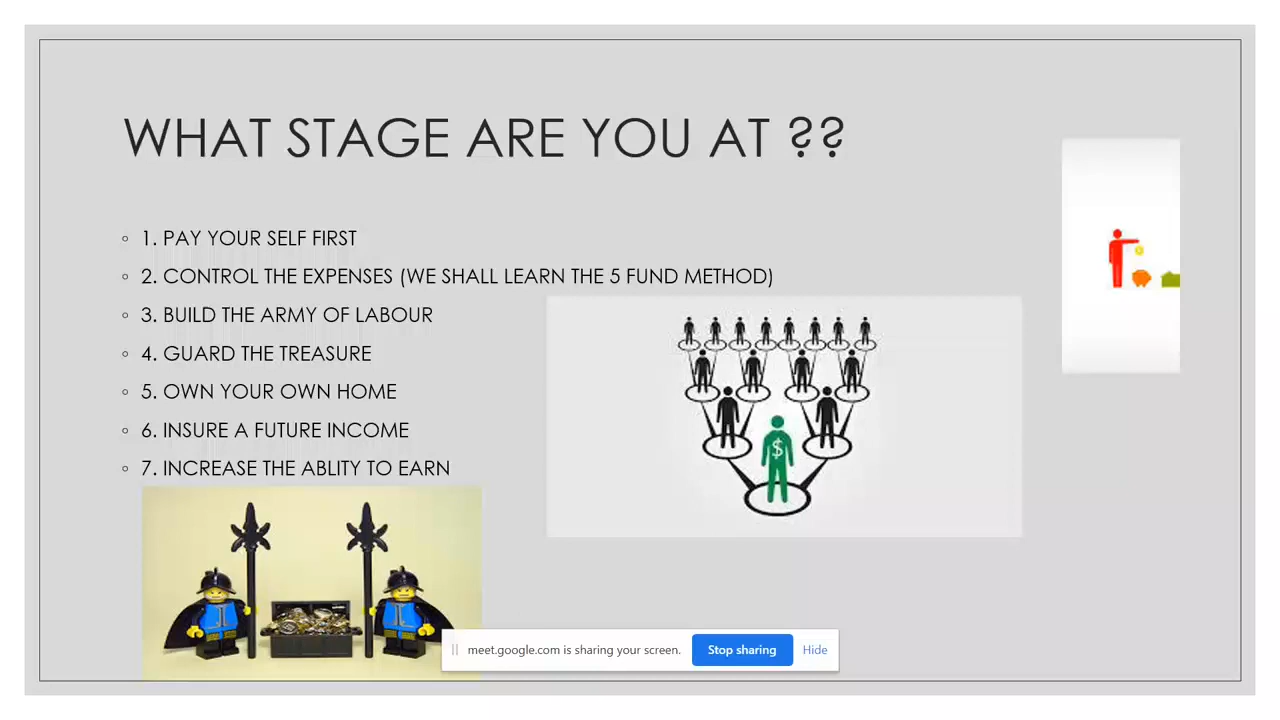 WHAT STAGE ARE YOU AT ??
◦ 1. PAY YOUR SELF FIRST
◦ 2. CONTROL THE EXPENSES (WE SHALL LEARN THE 5 FUND METHOD)
◦ 3. BUILD THE ARMY OF LABOUR
◦ 4. GUARD THE TREASURE
◦ 5. OWN YOUR OWN HOME
◦ 6. INSURE A FUTURE INCOME
◦ 7. INCREASE THE ABLITY TO EARN
$
meet.google.com is sharing your screen. Stop sharing Hide